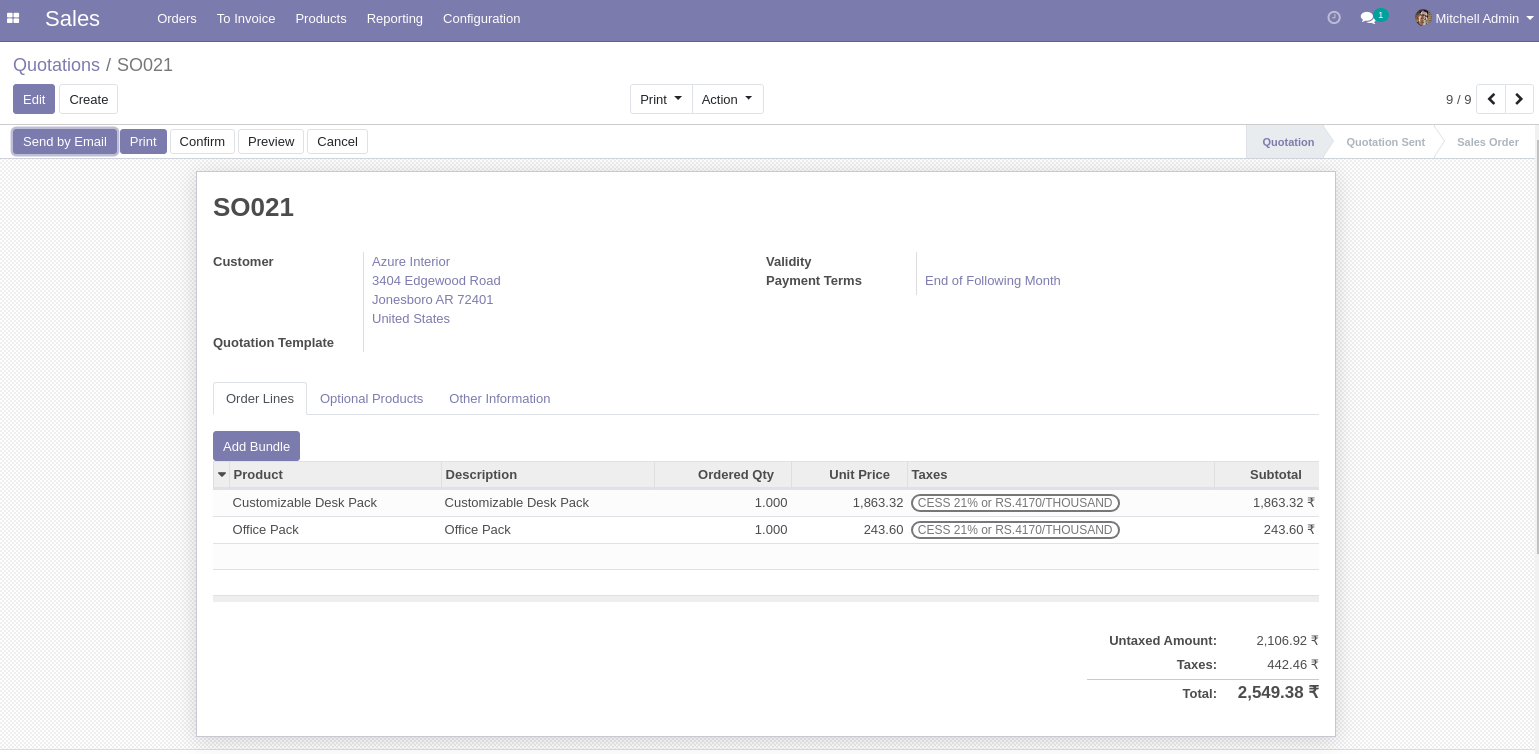 Sales Orders To Invoice Products Reporting Configuration 1 Mitchell Admin
Quotations / SO021
Edit Create Print Action 9 / 9
Send by Email Print Confirm Preview Cancel Quotation Quotation Sent Sales Order
SO021
Customer Azure Interior Validity
3404 Edgewood Road Payment Terms End of Following Month
Jonesboro AR 72401
United States
Quotation Template
Order Lines Optional Products Other Information
Add Bundle
Product Description Ordered Qty Unit Price Taxes Subtotal
Customizable Desk Pack Customizable Desk Pack 1.000 1,863.32 CESS 21% or RS.4170/THOUSAND 1,863.32 ₹
Office Pack Office Pack 1.000 243.60 CESS 21% or RS.4170/THOUSAND 243.60 ₹
Untaxed Amount: 2,106.92 ₹
Taxes: 442.46 ₹
Total: 2,549.38 ₹